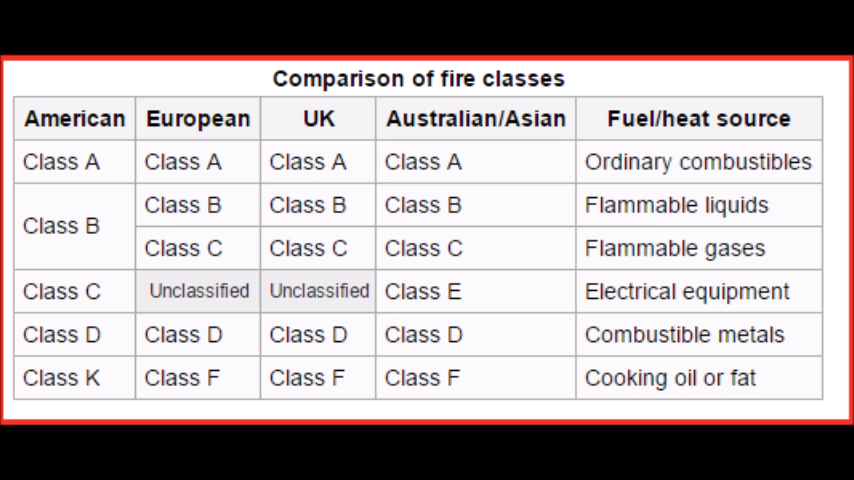 Comparison of fire classes
American European UK Australian/Asian Fuel/heat source
Class A Class A Class A Class A Ordinary combustibles
Class B Class B Class B Class B Flammable liquids
Class C Class C Class C Flammable gases
Class C Unclassified Unclassified Class E Electrical equipment
Class D Class D Class D Class D Combustible metals
Class K Class F Class F Class F Cooking oil or fat